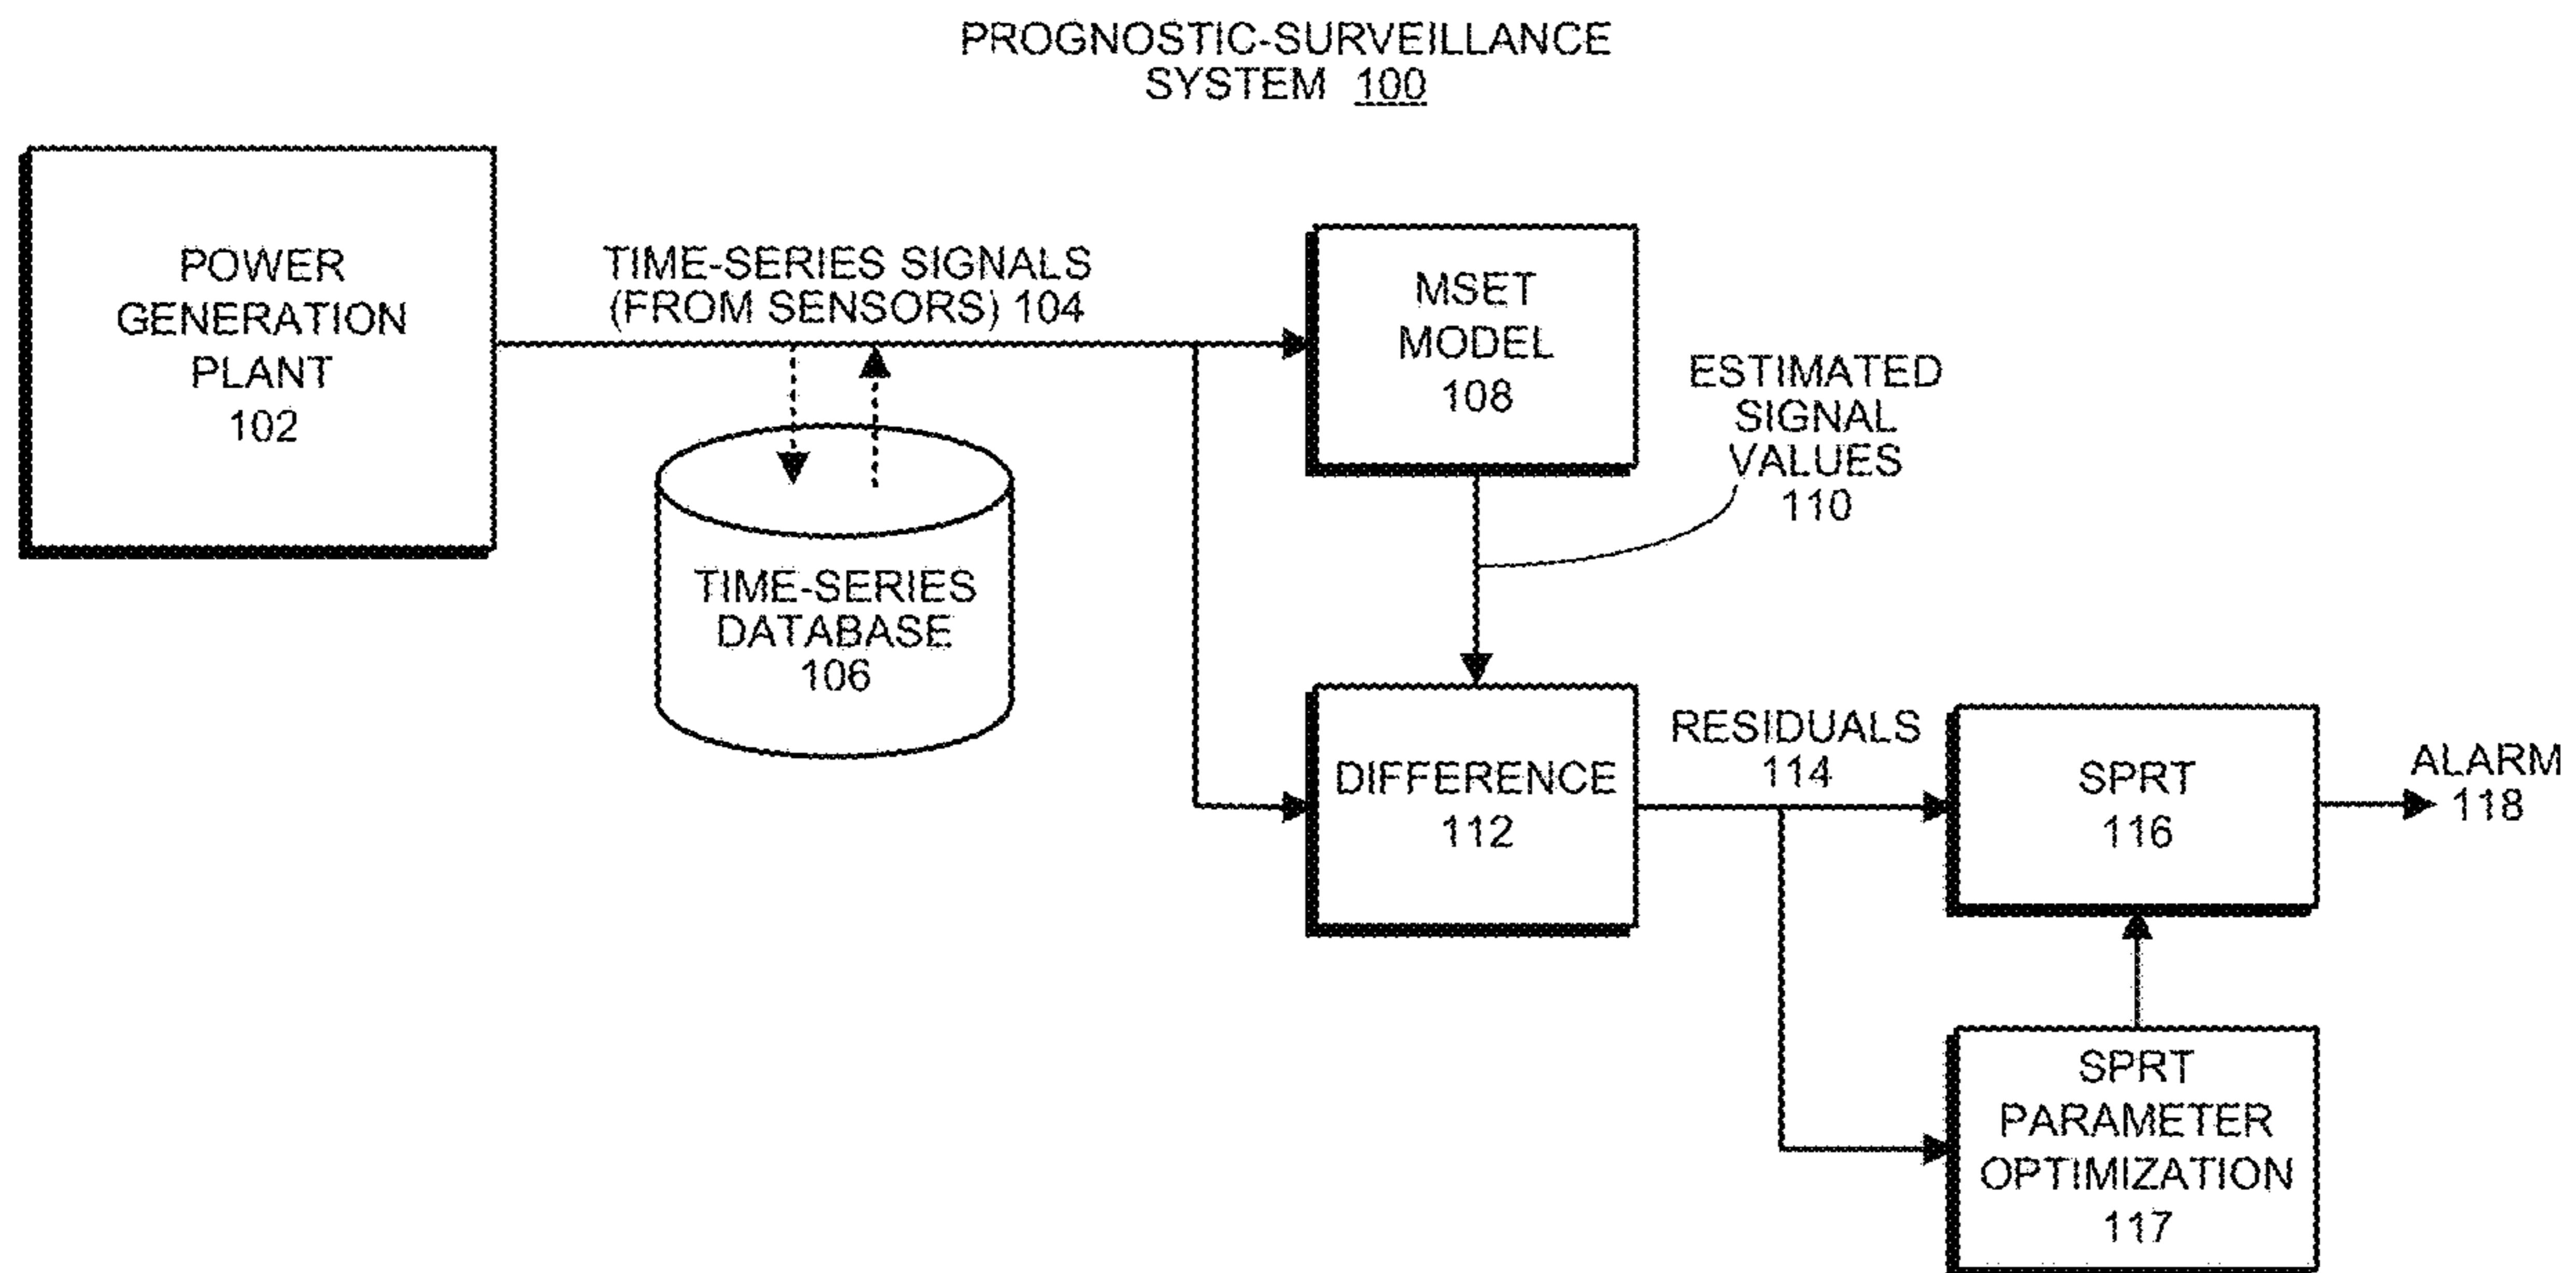 PROGNOSTIC-SURVEILLANCE
SYSTEM 100
POWER
GENERATION
PLANT
102
TIME-SERIES SIGNALS
(FROM SENSORS) 104
TIME-SERIES
DATABASE
106
MSET
MODEL
108
ESTIMATED
SIGNAL
VALUES
110
DIFFERENCE
112
RESIDUALS
114
SPRT
116
ALARM
118
SPRT
PARAMETER
OPTIMIZATION
117